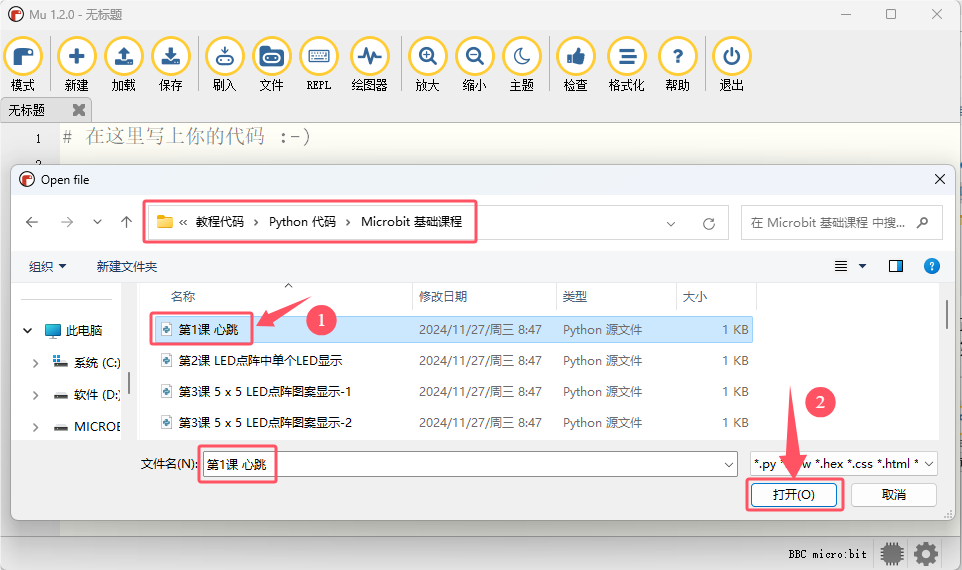 Mu 1.2.0 - 无标题
模式 新建 加载 保存 刷入 文件 REPL 绘图器 放大 缩小 主题 检查 格式化 帮助 退出
无标题
1 # 在这里写上你的代码 :-)
2
Open file
« 教程代码 › Python 代码 › Microbit 基础课程
在 Microbit 基础课程 中搜...
组织 新建文件夹
名称 修改日期 类型 大小
此电脑
系统 (C:)
软件 (D:)
MICROE
第1课 心跳 2024/11/27/周三 8:47 Python 源文件 1 KB
第2课 LED点阵中单个LED显示 2024/11/27/周三 8:47 Python 源文件 1 KB
第3课 5 x 5 LED点阵图案显示-1 2024/11/27/周三 8:47 Python 源文件 1 KB
第3课 5 x 5 LED点阵图案显示-2 2024/11/27/周三 8:47 Python 源文件 1 KB
1
2
文件名(N): 第1课 心跳
*.py *.hex *.css *.html *
打开(O) 取消
BBC micro:bit